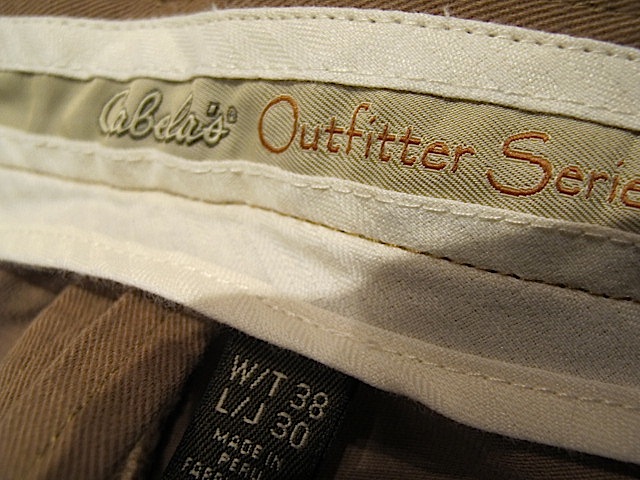 Cabela's® Outfitter Serie
W/T 38
L/J 30
MADE IN
PERU